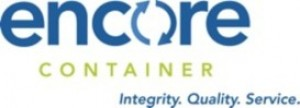 encore
CONTAINER
Integrity. Quality. Service.